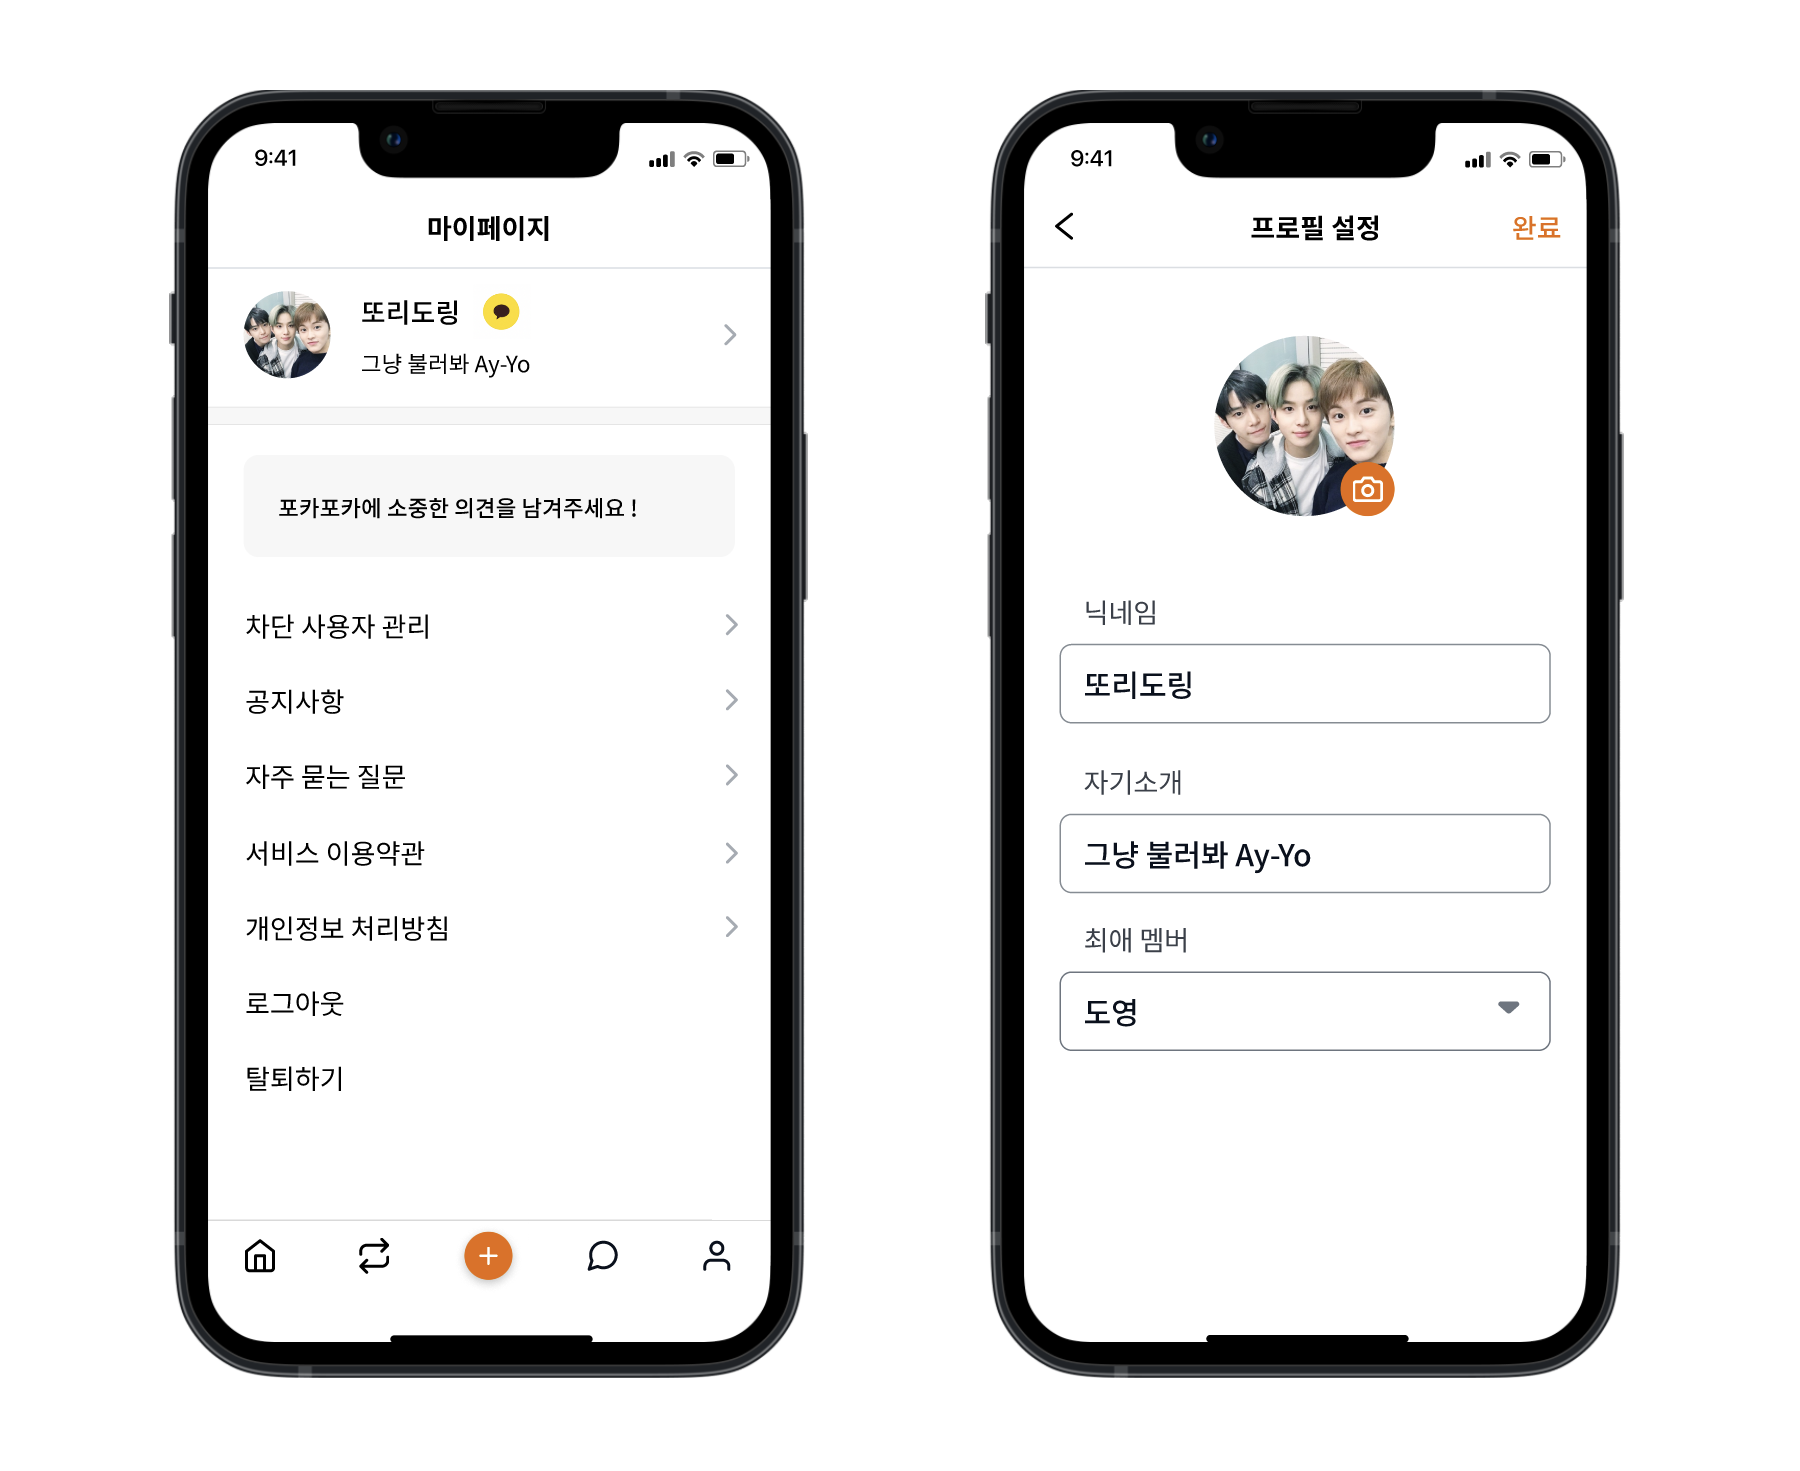 9:41
마이페이지
또리도링
그냥 불러봐 Ay-Yo
포카포카에 소중한 의견을 남겨주세요 !
차단 사용자 관리
공지사항
자주 묻는 질문
서비스 이용약관
개인정보 처리방침
로그아웃
탈퇴하기
9:41
프로필 설정
완료
닉네임
또리도링
자기소개
그냥 불러봐 Ay-Yo
최애 멤버
도영